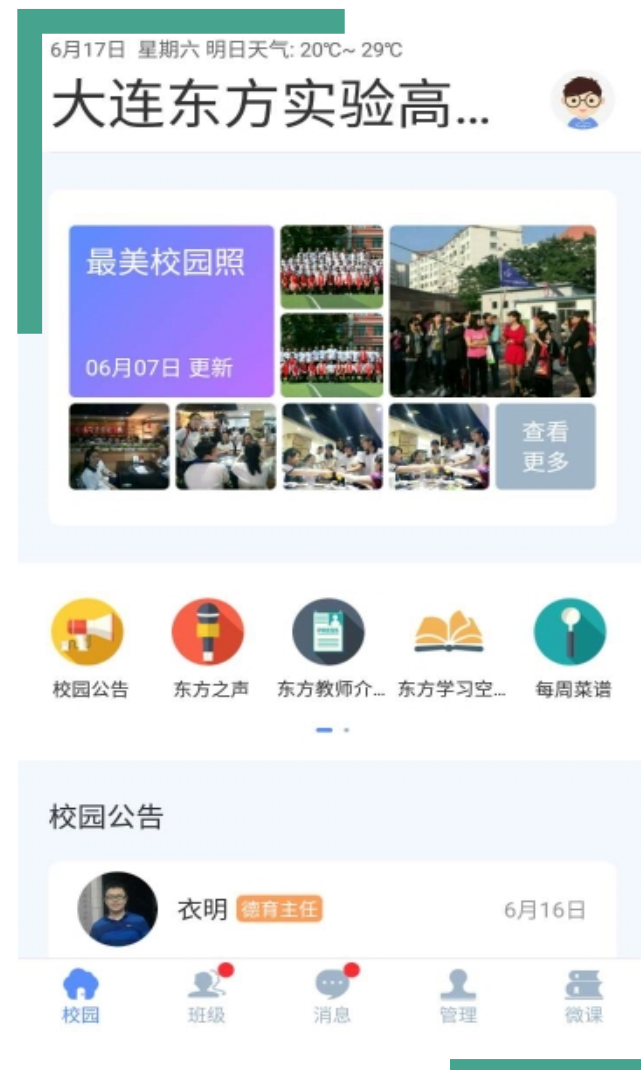 6月17日 星期六 明日天气: 20℃~ 29℃
大连东方实验高...
最美校园照
06月07日 更新
查看
更多
校园公告
东方之声
东方教师介...
东方学习空...
每周菜谱
校园公告
衣明 德育主任 6月16日
校园
班级
消息
管理
微课